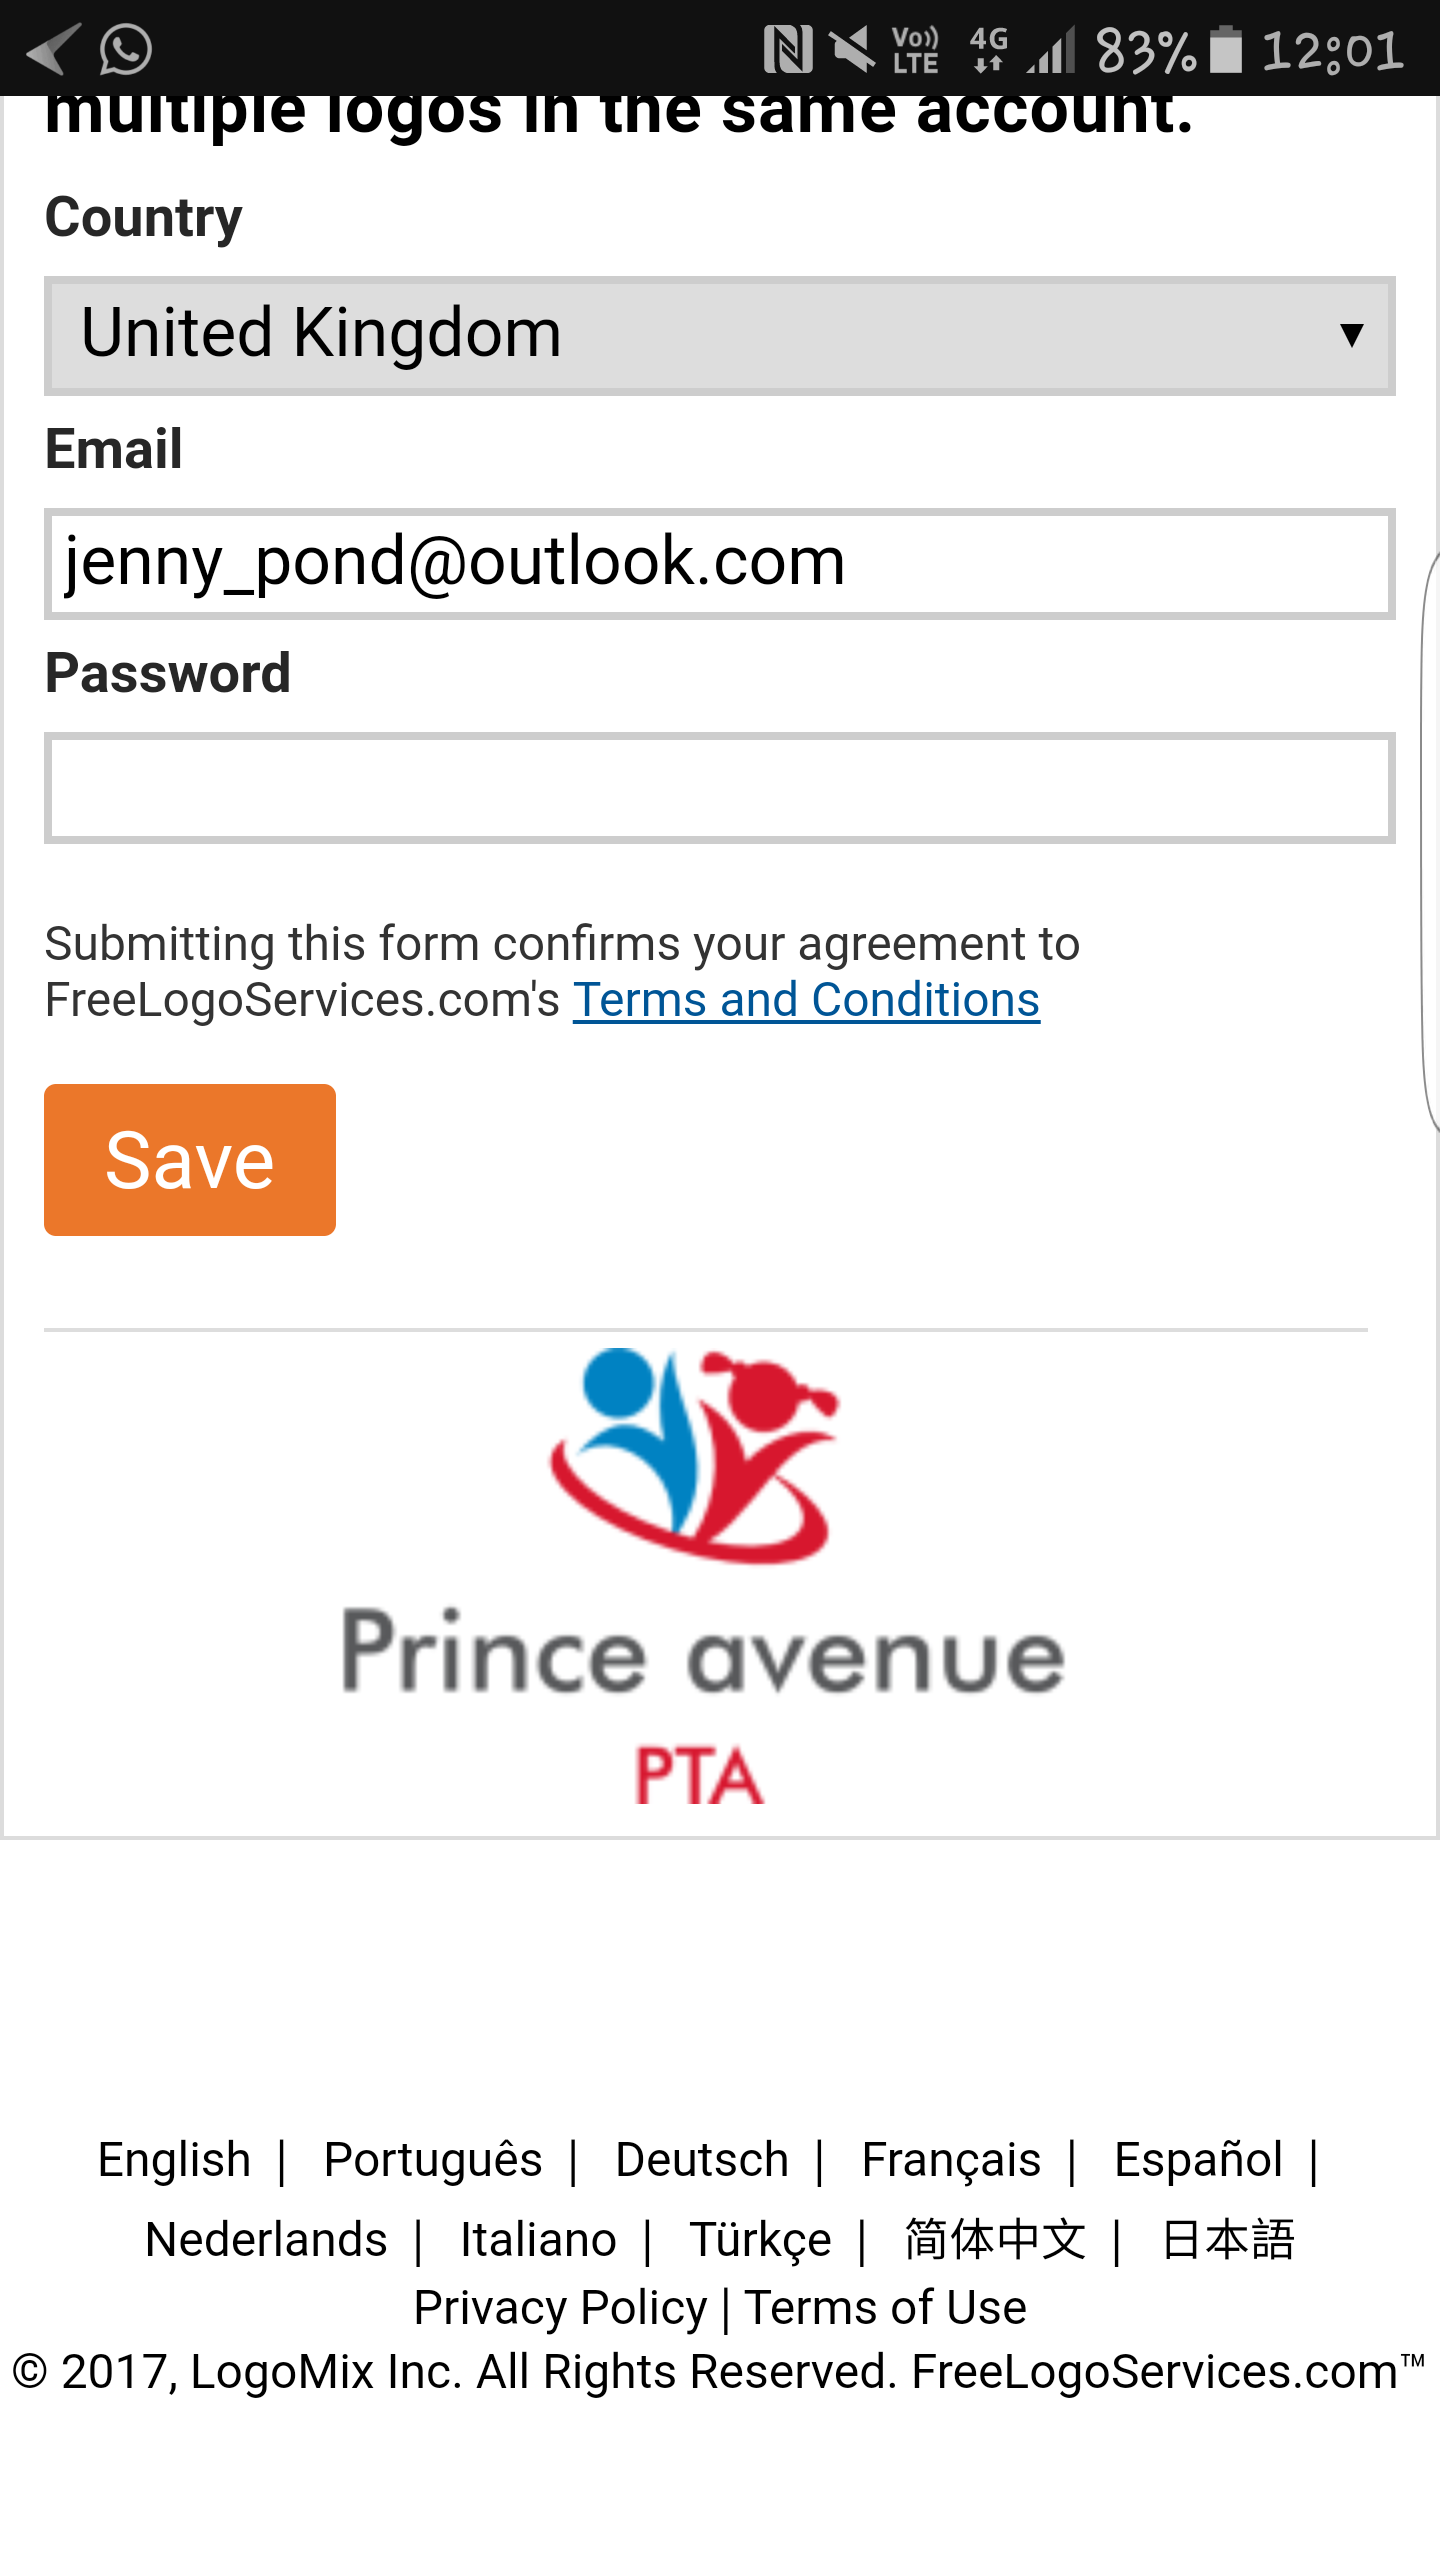 Vo)) LTE 4G 83% 12:01
multiple logos in the same account.
Country
United Kingdom
Email
jenny_pond@outlook.com
Password
Submitting this form confirms your agreement to
FreeLogoServices.com's Terms and Conditions
Save
Prince avenue
PTA
English | Português | Deutsch | Français | Español |
Nederlands | Italiano | Türkçe | 简体中文 | 日本語
Privacy Policy | Terms of Use
© 2017, LogoMix Inc. All Rights Reserved. FreeLogoServices.com™